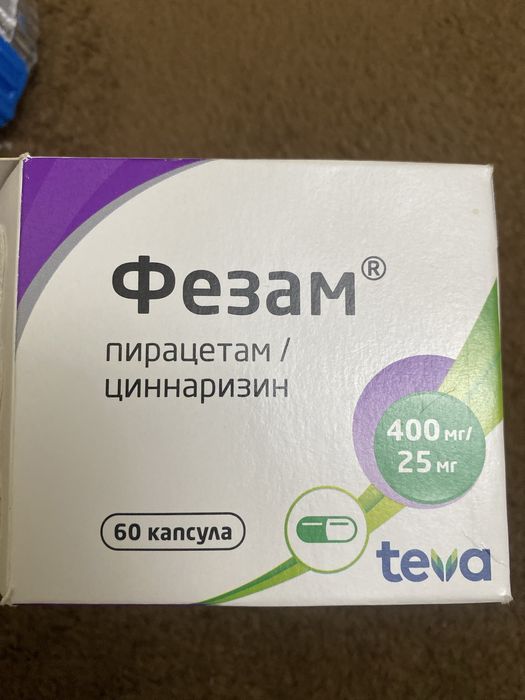 Фезам®
пирацетам /
циннаризин
400 мг/
25 мг
60 капсула
teva